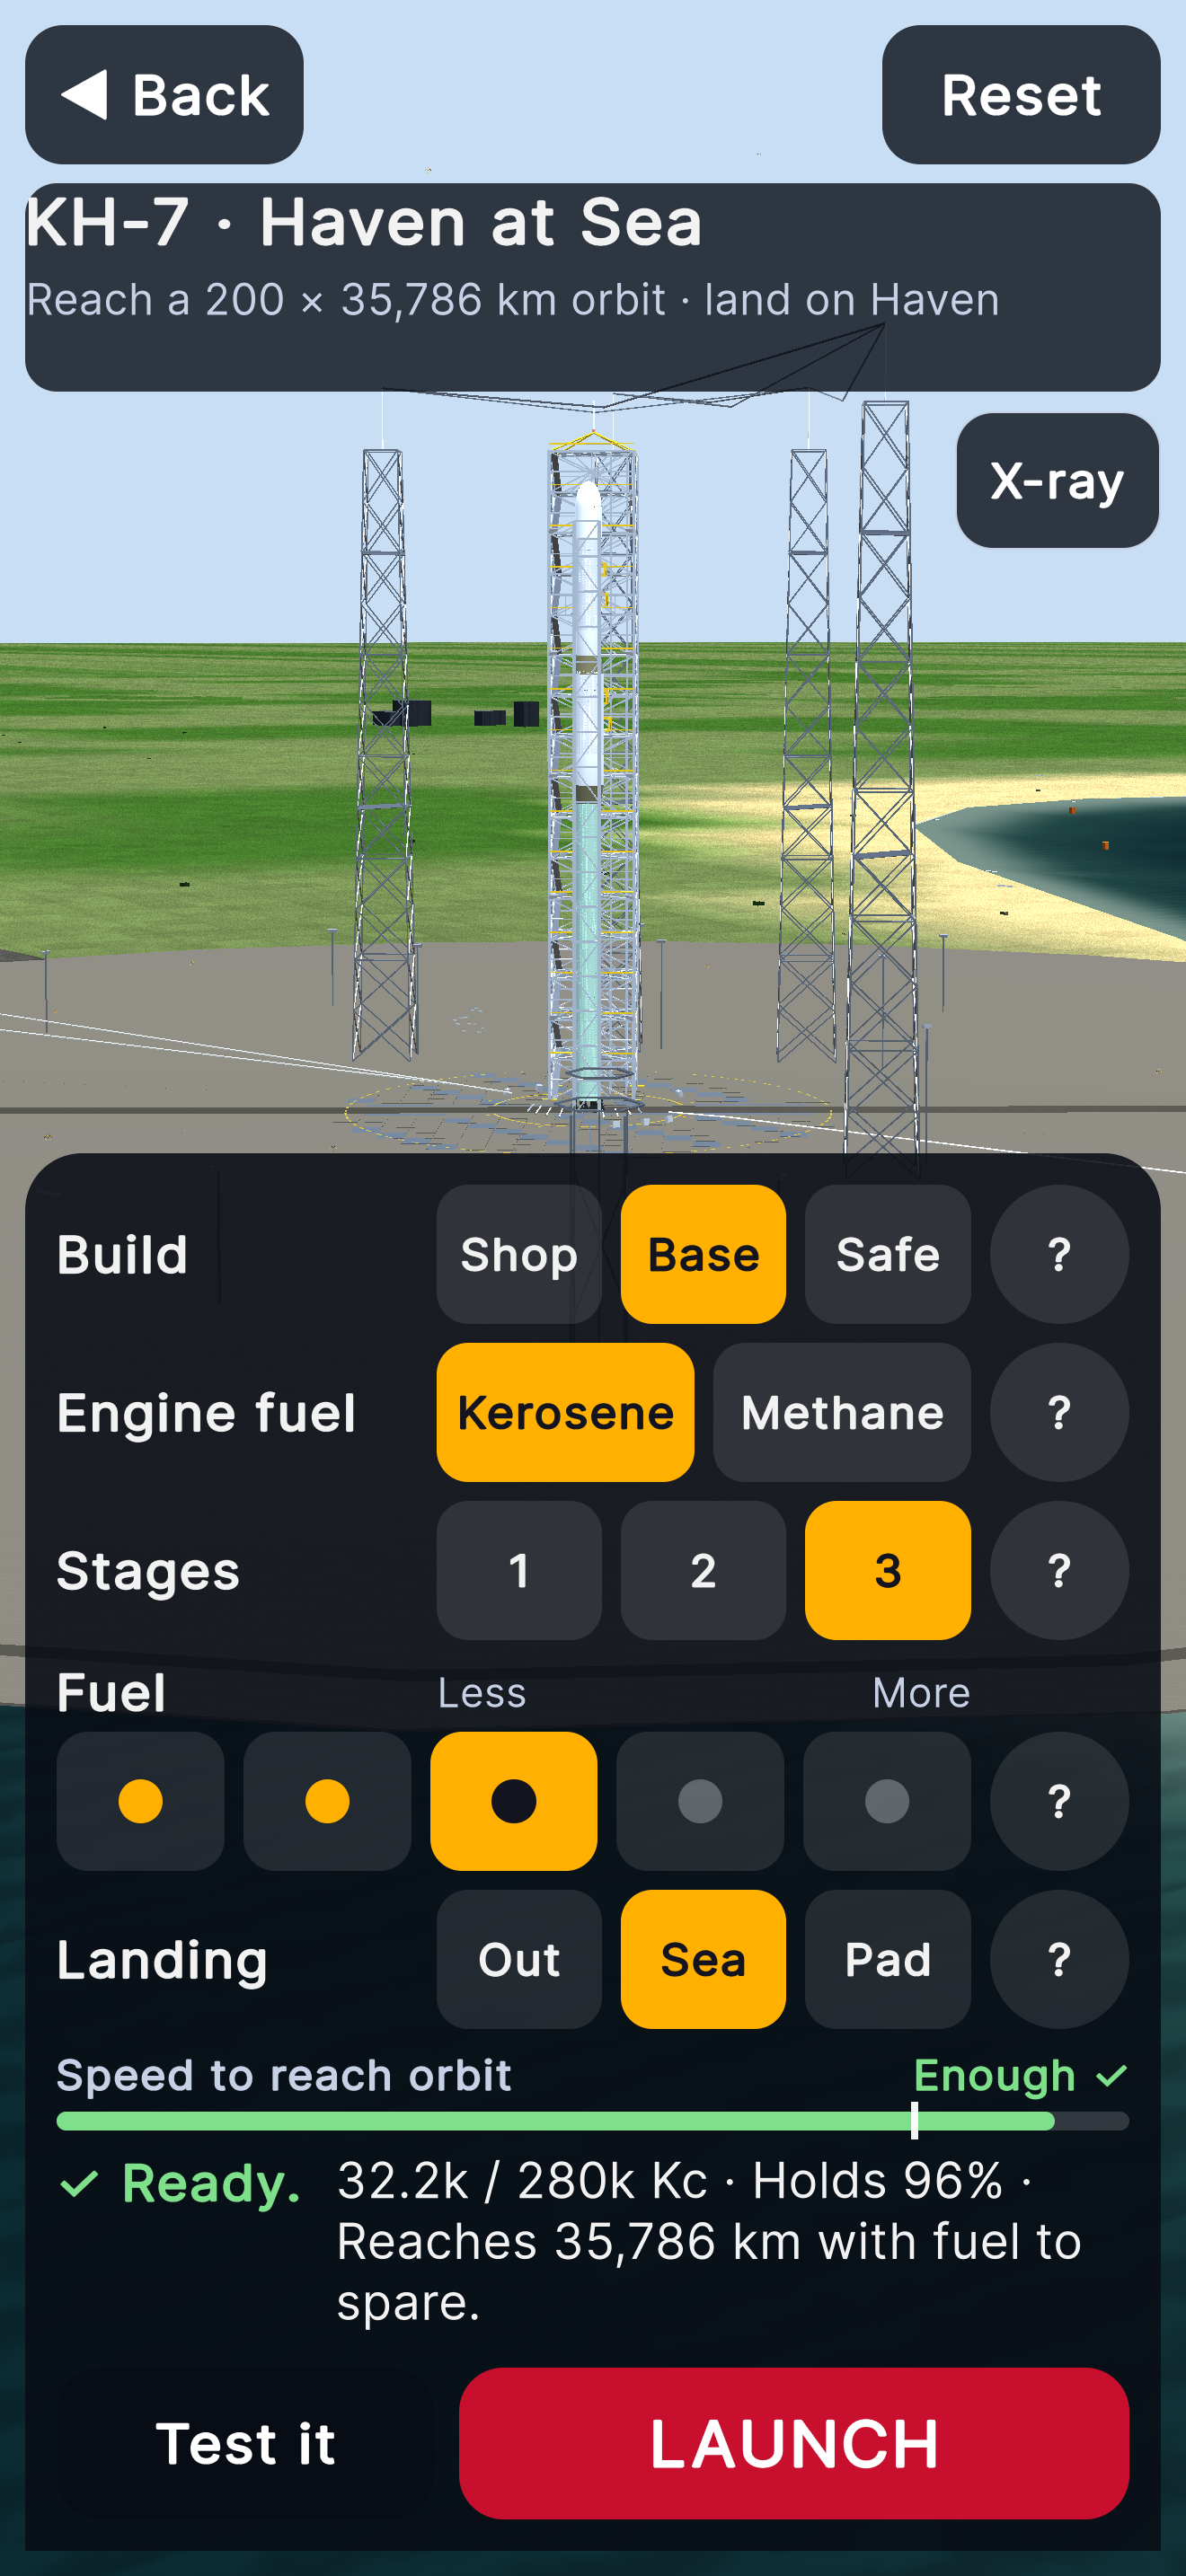 ◀ Back
Reset
KH-7 · Haven at Sea
Reach a 200 × 35,786 km orbit · land on Haven
X-ray
Build
Shop
Base
Safe
?
Engine fuel
Kerosene
Methane
?
Stages
1
2
3
?
Fuel
Less
More
?
Landing
Out
Sea
Pad
?
Speed to reach orbit
Enough ✓
✓ Ready.
32.2k / 280k Kc · Holds 96% ·
Reaches 35,786 km with fuel to
spare.
Test it
LAUNCH